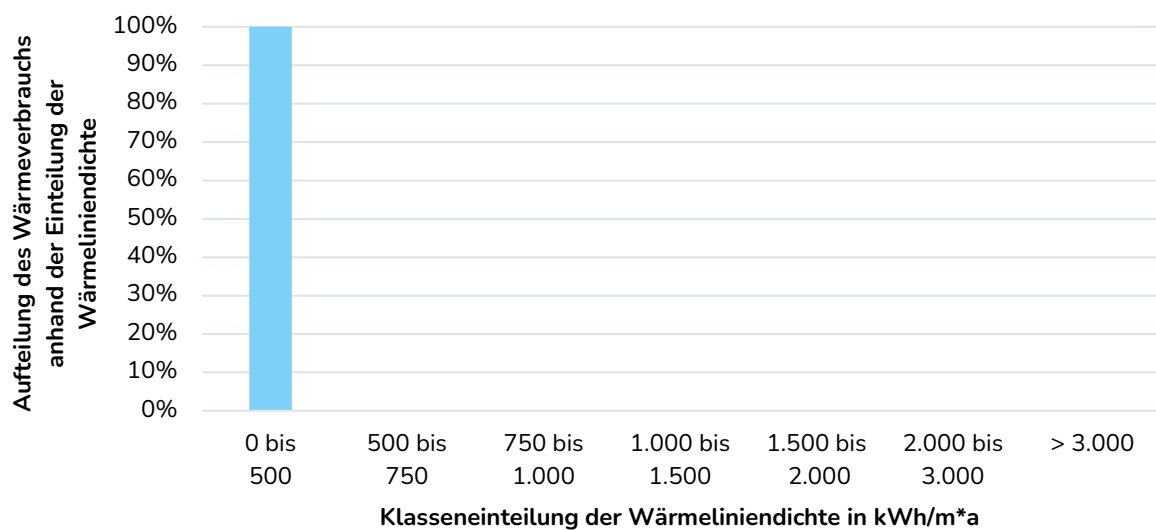 Aufteilung des Wärmeverbrauchs
anhand der Einteilung der
Wärmeliniendichte
100%
90%
80%
70%
60%
50%
40%
30%
20%
10%
0%
0 bis 500 bis 750 bis 1.000 bis 1.500 bis 2.000 bis > 3.000
500 750 1.000 1.500 2.000 3.000
Klasseneinteilung der Wärmeliniendichte in kWh/m*a